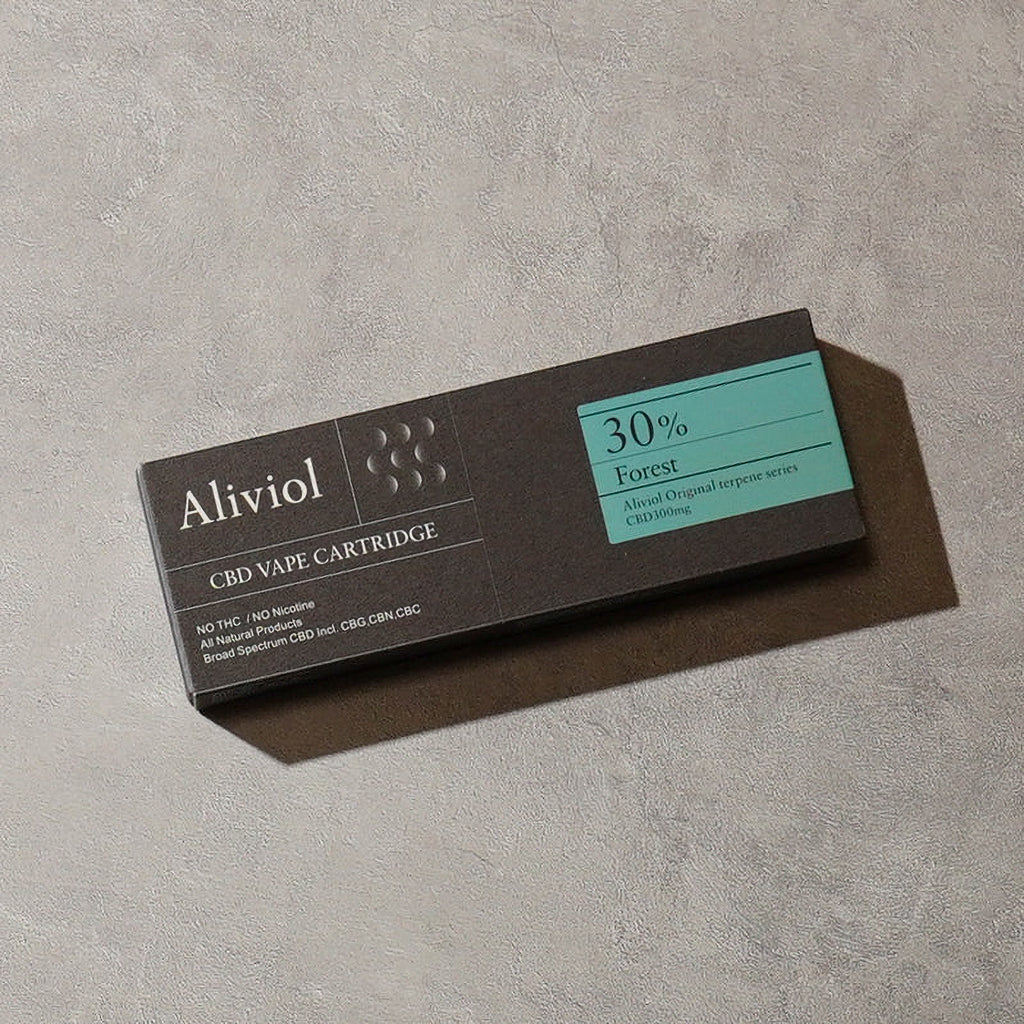 Aliviol
CBD VAPE CARTRIDGE
NO THC / NO Nicotine
All Natural Products
Broad Spectrum CBD Incl. CBG,CBN,CBC
30%
Forest
Aliviol Original terpene series
CBD300mg